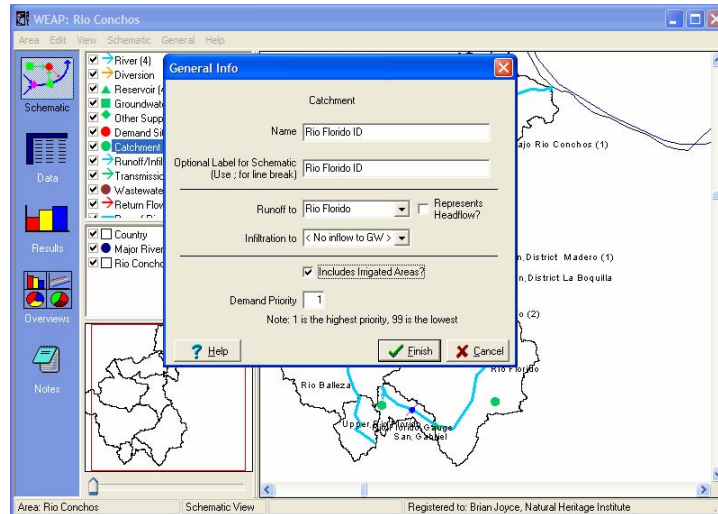 WEAP: Rio Conchos
Area Edit View Schematic General Help
Schematic
Data
Results
Overviews
Notes
River (4)
Diversion
Reservoir (
Groundwat
Other Supp
Demand Sit
Catchment
Runoff/Infil
Transmissio
Wastewate
Return Flow
Country
Major River
Rio Concho
General Info
Catchment
Name Rio Florido ID
Optional Label for Schematic
(Use ; for line break) Rio Florido ID
Runoff to Rio Florido
Represents
Headflow?
Infiltration to < No inflow to GW >
Includes Irrigated Areas?
Demand Priority 1
Note: 1 is the highest priority, 99 is the lowest
? Help
Finish
Cancel
ajo Rio Conchos (1)
n,District Madero (1)
n,District La Boquilla
o (2)
Rio Florido
Rio Balleza
San, Gabriel
Area: Rio Conchos
Schematic View
Registered to: Brian Joyce, Natural Heritage Institute